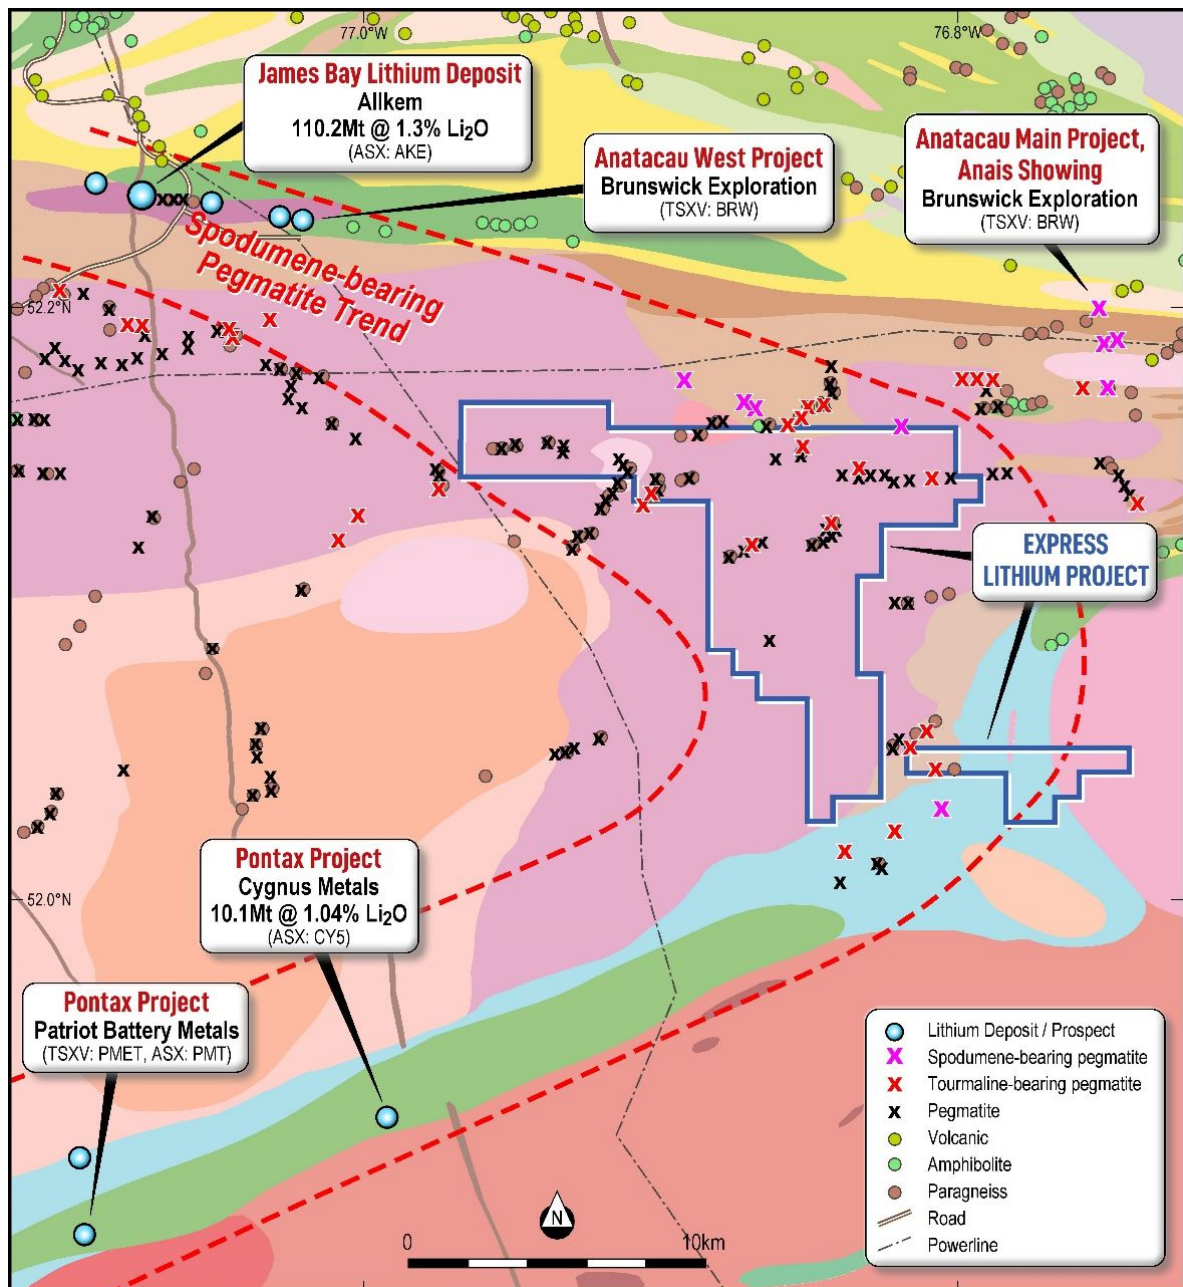 77.0°W
76.8°W
James Bay Lithium Deposit
Allkem
110.2Mt @ 1.3% Li₂O
(ASX: AKE)
Anatacau West Project
Brunswick Exploration
(TSXV: BRW)
Anatacau Main Project,
Anais Showing
Brunswick Exploration
(TSXV: BRW)
Spodumene-bearing
Pegmatite Trend
52.2°N
EXPRESS
LITHIUM PROJECT
52.0°N
Pontax Project
Cygnus Metals
10.1Mt @ 1.04% Li₂O
(ASX: CY5)
Pontax Project
Patriot Battery Metals
(TSXV: PMET, ASX: PMT)
Lithium Deposit / Prospect
Spodumene-bearing pegmatite
Tourmaline-bearing pegmatite
Pegmatite
Volcanic
Amphibolite
Paragneiss
Road
Powerline
N
0 10km